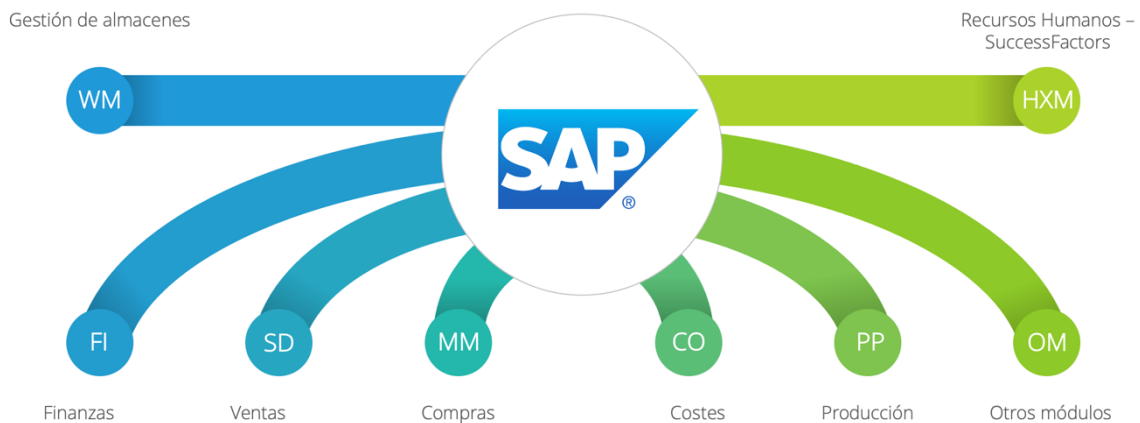 Gestión de almacenes
Recursos Humanos –
SuccessFactors
WM
HXM
SAP
®
FI
SD
MM
CO
PP
OM
Finanzas
Ventas
Compras
Costes
Producción
Otros módulos